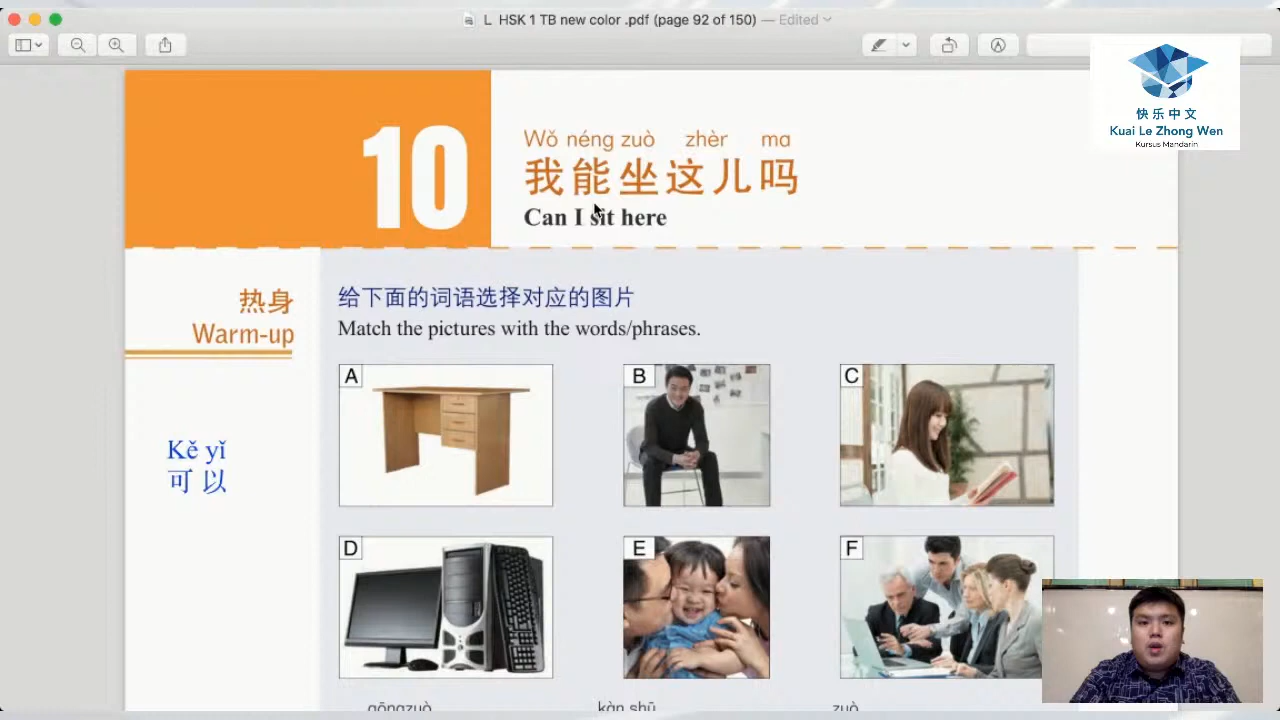 L HSK 1 TB new color .pdf (page 92 of 150) — Edited
快乐中文
Kuai Le Zhong Wen
Kursus Mandarin
10
Wǒ néng zuò zhèr ma
我能坐这儿吗
Can I sit here
热身
Warm-up
给下面的词语选择对应的图片
Match the pictures with the words/phrases.
A
B
C
Kě yǐ
可以
D
E
F
gōngzuò
kàn shū
zuò